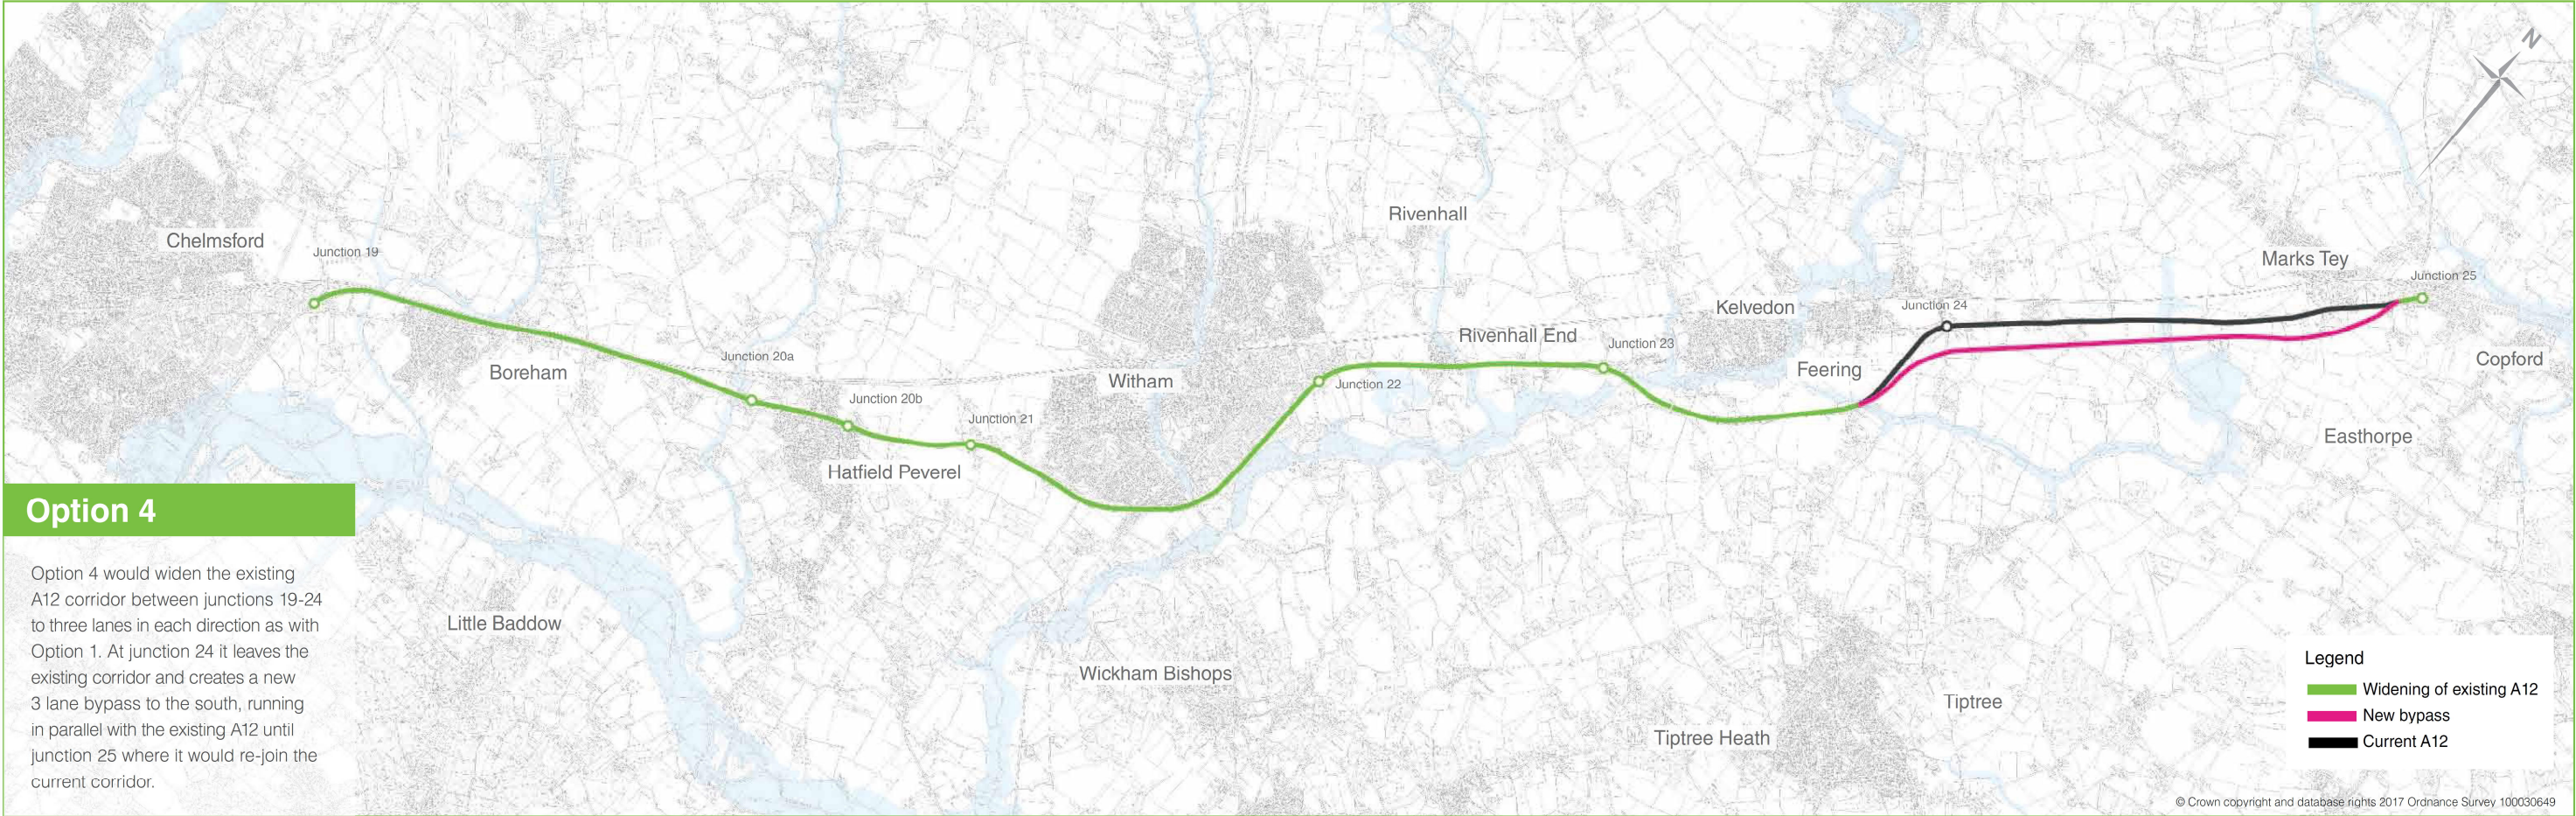 N
Rivenhall
Chelmsford
Junction 19
Marks Tey
Junction 25
Kelvedon
Junction 24
Rivenhall End
Junction 23
Junction 20a
Copford
Boreham
Feering
Witham
Junction 22
Junction 20b
Junction 21
Easthorpe
Hatfield Peverel
Option 4
Option 4 would widen the existing
A12 corridor between junctions 19-24
to three lanes in each direction as with
Option 1. At junction 24 it leaves the
existing corridor and creates a new
3 lane bypass to the south, running
in parallel with the existing A12 until
junction 25 where it would re-join the
current corridor.
Little Baddow
Wickham Bishops
Tiptree
Tiptree Heath
Legend
Widening of existing A12
New bypass
Current A12
© Crown copyright and database rights 2017 Ordnance Survey 100030649